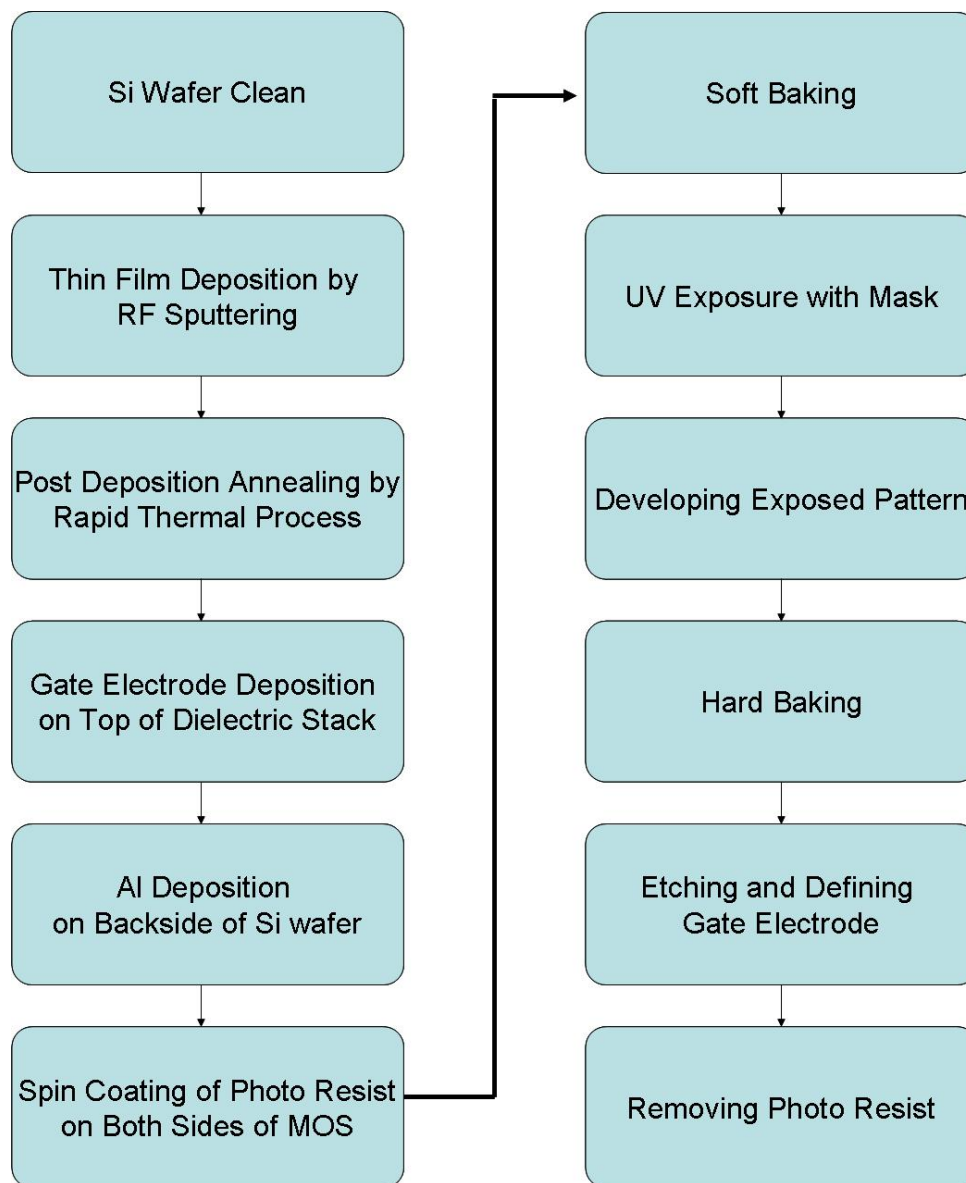 Si Wafer Clean
Thin Film Deposition by
RF Sputtering
Post Deposition Annealing by
Rapid Thermal Process
Gate Electrode Deposition
on Top of Dielectric Stack
Al Deposition
on Backside of Si wafer
Spin Coating of Photo Resist
on Both Sides of MOS
Soft Baking
UV Exposure with Mask
Developing Exposed Pattern
Hard Baking
Etching and Defining
Gate Electrode
Removing Photo Resist